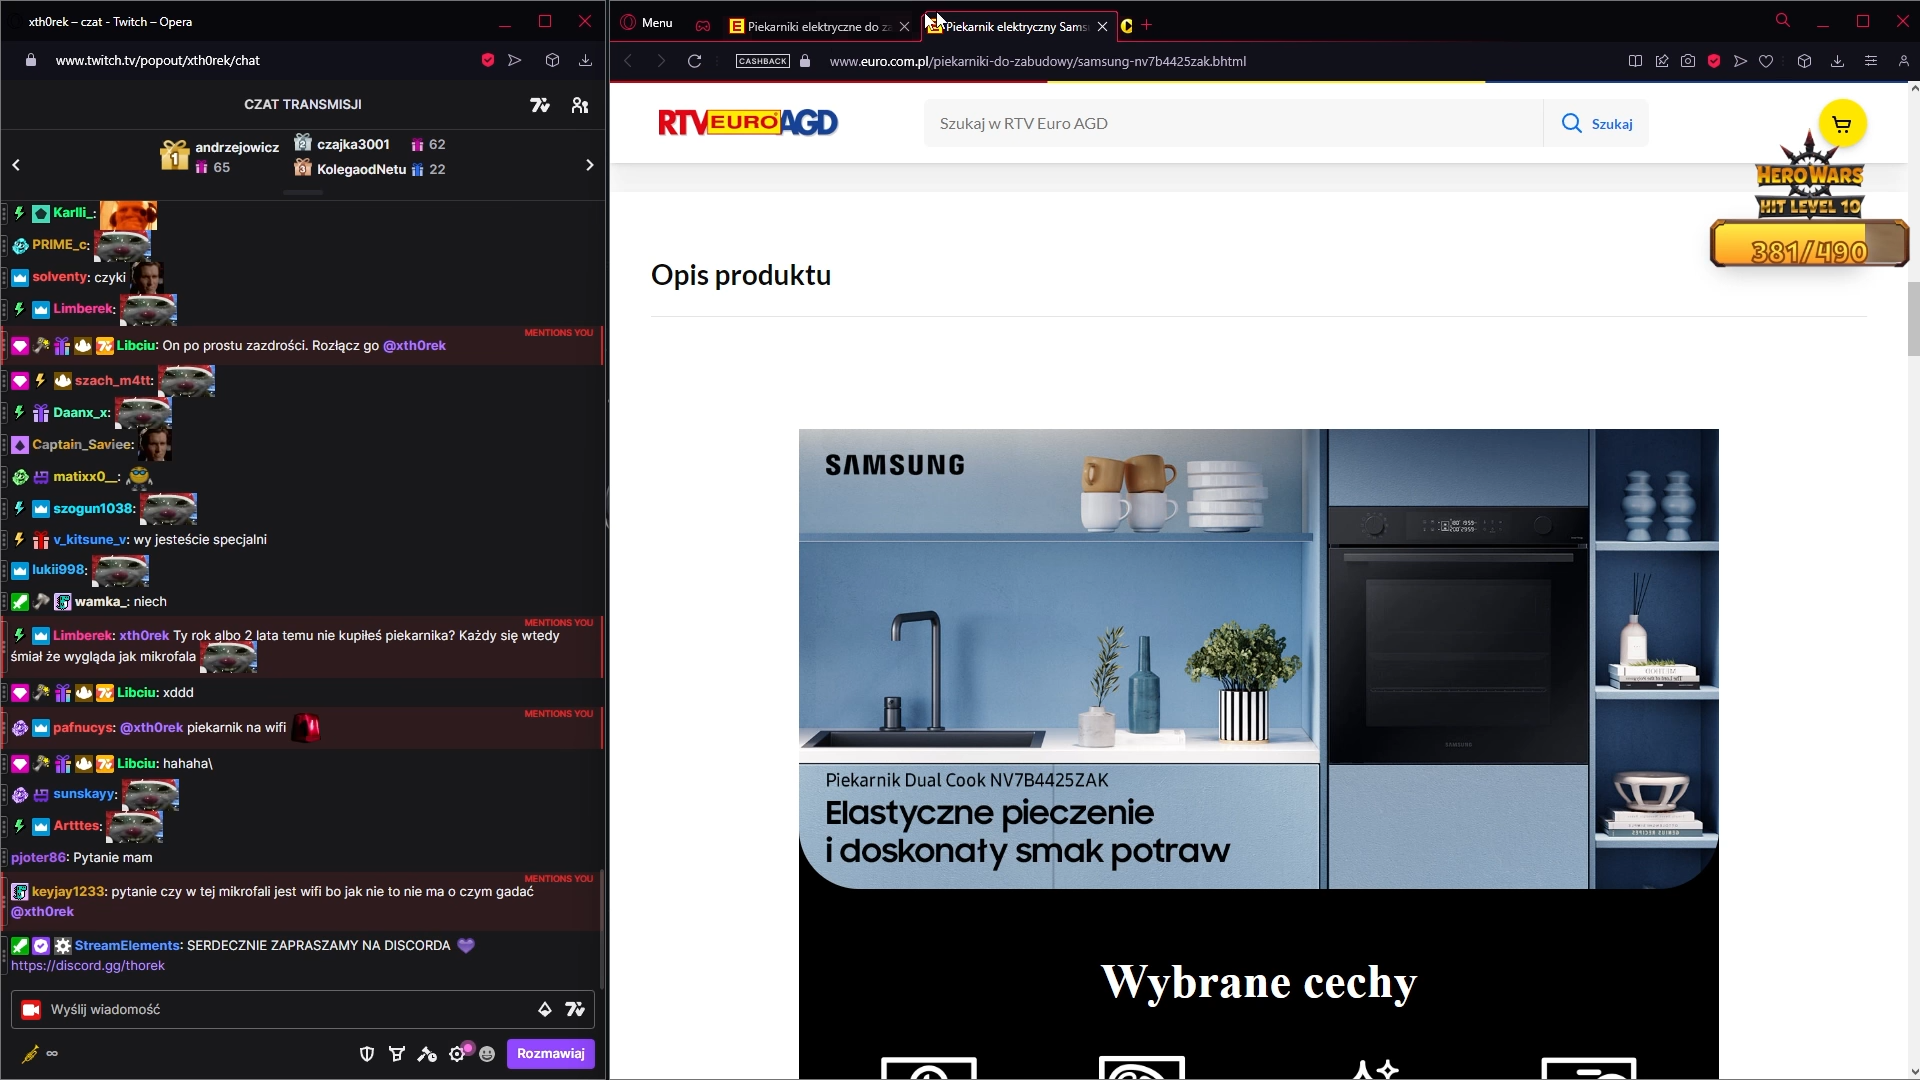 xth0rek – czat - Twitch – Opera
www.twitch.tv/popout/xth0rek/chat
CZAT TRANSMISJI
1
andrzejowicz
65
2
czajka3001
62
3
KolegaodNetu
22
Karlli_:
PRIME_c:
solventy: czyki
Limberek:
MENTIONS YOU
Libciu: On po prostu zazdrości. Rozłącz go @xth0rek
szach_m4tt:
Daanx_x:
Captain_Saviee:
matixx0__:
szogun1038:
v_kitsune_v: wy jesteście specjalni
lukii998:
wamka_: niech
MENTIONS YOU
Limberek: xth0rek Ty rok albo 2 lata temu nie kupiłeś piekarnika? Każdy się wtedy
śmiał że wygląda jak mikrofala
Libciu: xddd
MENTIONS YOU
pafnucys: @xth0rek piekarnik na wifi
Libciu: hahaha\
sunskayy:
Artttes:
pjoter86: Pytanie mam
MENTIONS YOU
keyjay1233: pytanie czy w tej mikrofali jest wifi bo jak nie to nie ma o czym gadać
@xth0rek
StreamElements: SERDECZNIE ZAPRASZAMY NA DISCORDA
https://discord.gg/thorek
Wyślij wiadomość
∞
Rozmawiaj
Menu
Piekarniki elektryczne do za
Piekarnik elektryczny Sams
CASHBACK
www.euro.com.pl/piekarniki-do-zabudowy/samsung-nv7b4425zak.bhtml
RTV EURO AGD
Szukaj w RTV Euro AGD
Szukaj
HERO WARS
HIT LEVEL 10
381/490
Opis produktu
SAMSUNG
SAMSUNG
Piekarnik Dual Cook NV7B4425ZAK
Elastyczne pieczenie
i doskonały smak potraw
Wybrane cechy